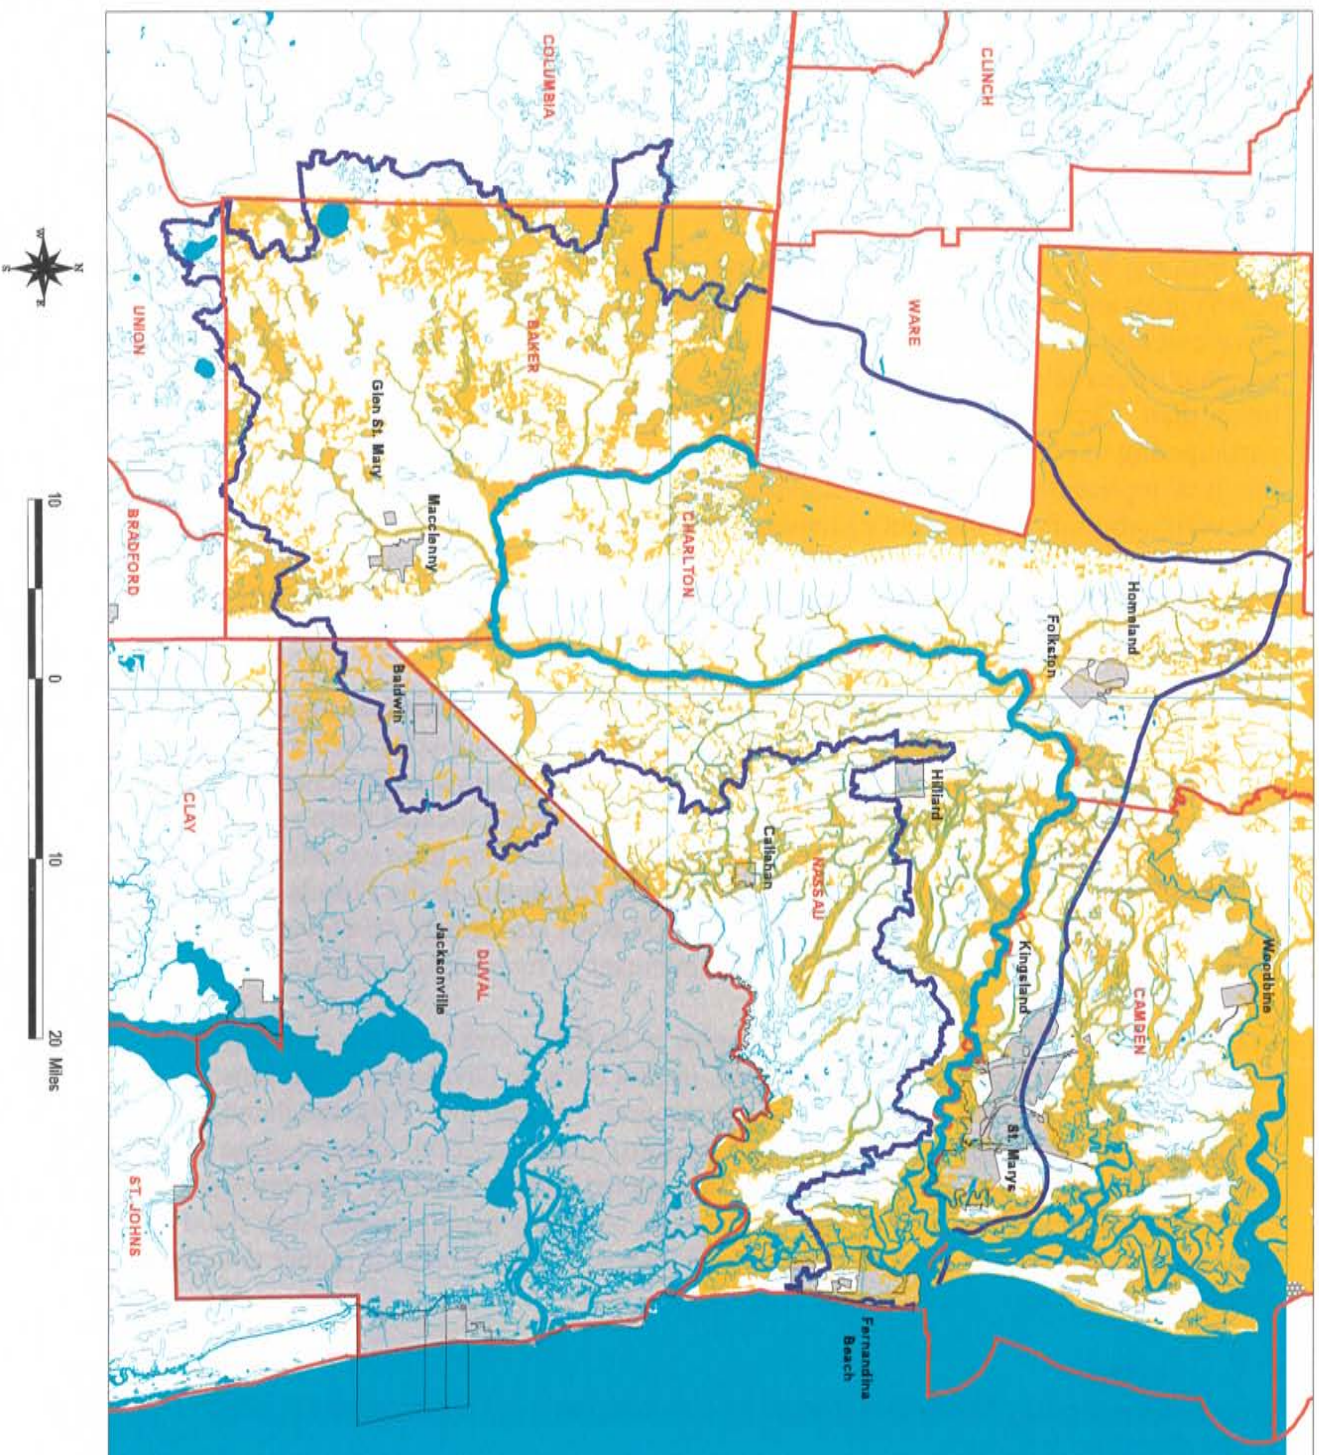 CLINCH
COLUMBIA
WARE
BAKER
UNION
Glen St. Mary
Macclenny
CHARLTON
BRADFORD
Homeland
Folkston
Baldwin
Hilliard
Callahan
NASSAU
CLAY
Woodbine
Kingsland
CAMDEN
Jacksonville
DUVAL
St. Marys
ST. JOHNS
Fernandina
Beach
N
W
E
S
10 0 10 20 Miles